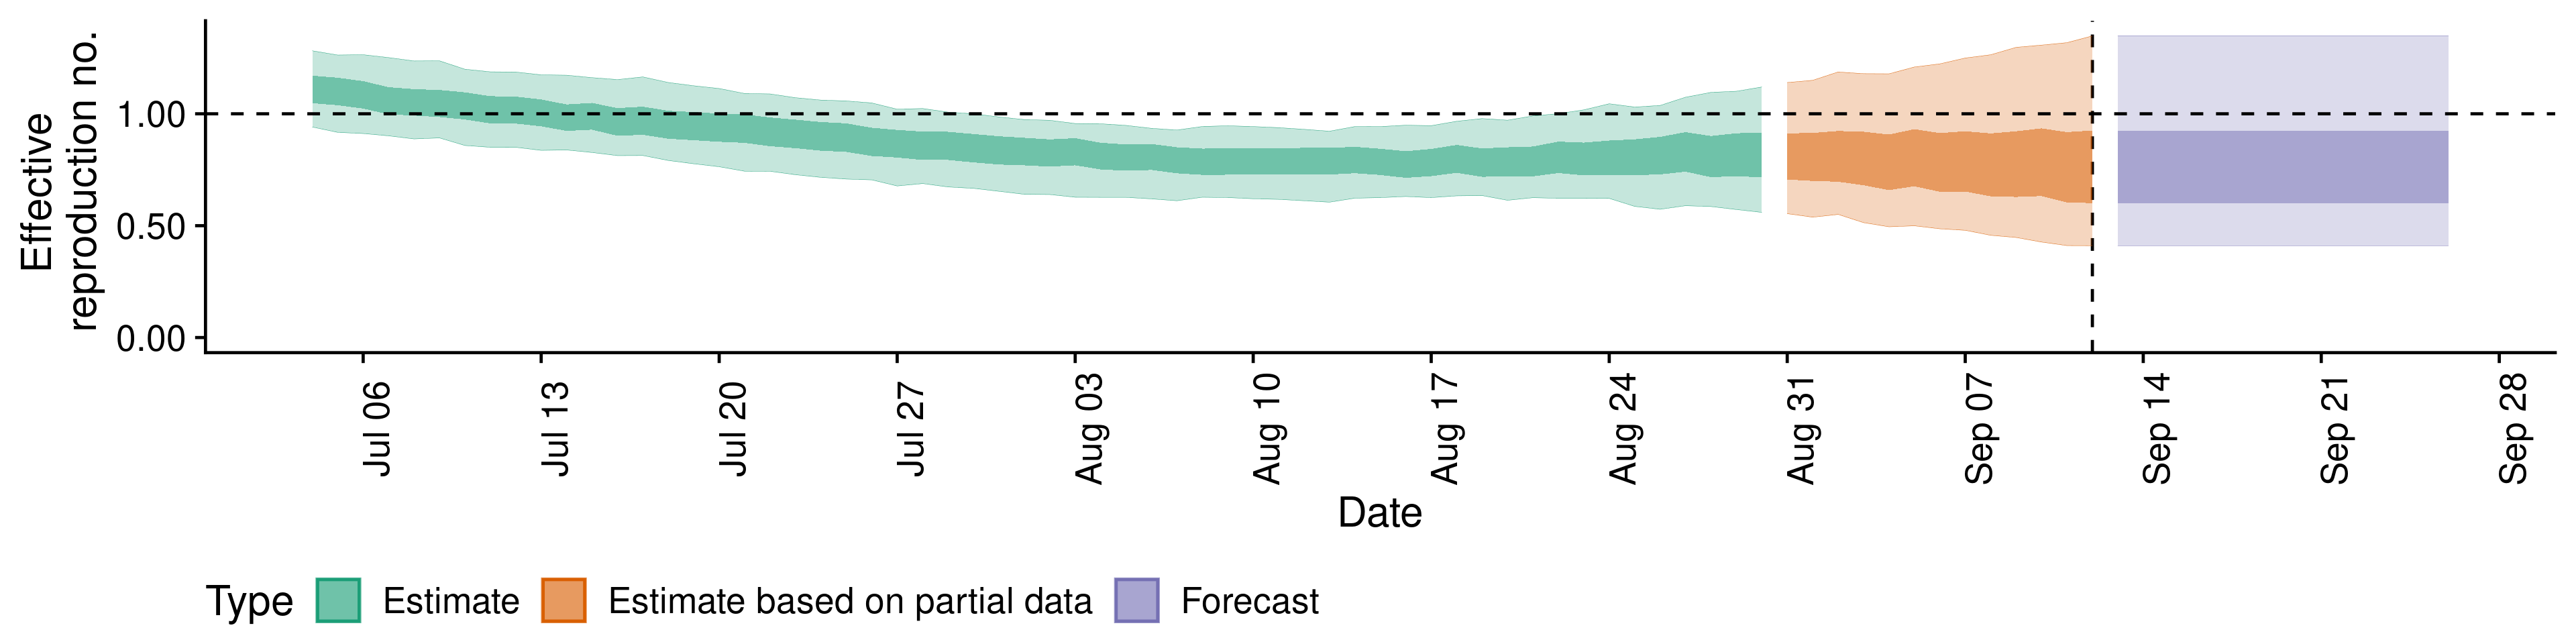 Effective
reproduction no.
1.00
0.50
0.00
Jul 06
Jul 13
Jul 20
Jul 27
Aug 03
Aug 10
Aug 17
Aug 24
Aug 31
Sep 07
Sep 14
Sep 21
Sep 28
Date
Type Estimate Estimate based on partial data Forecast